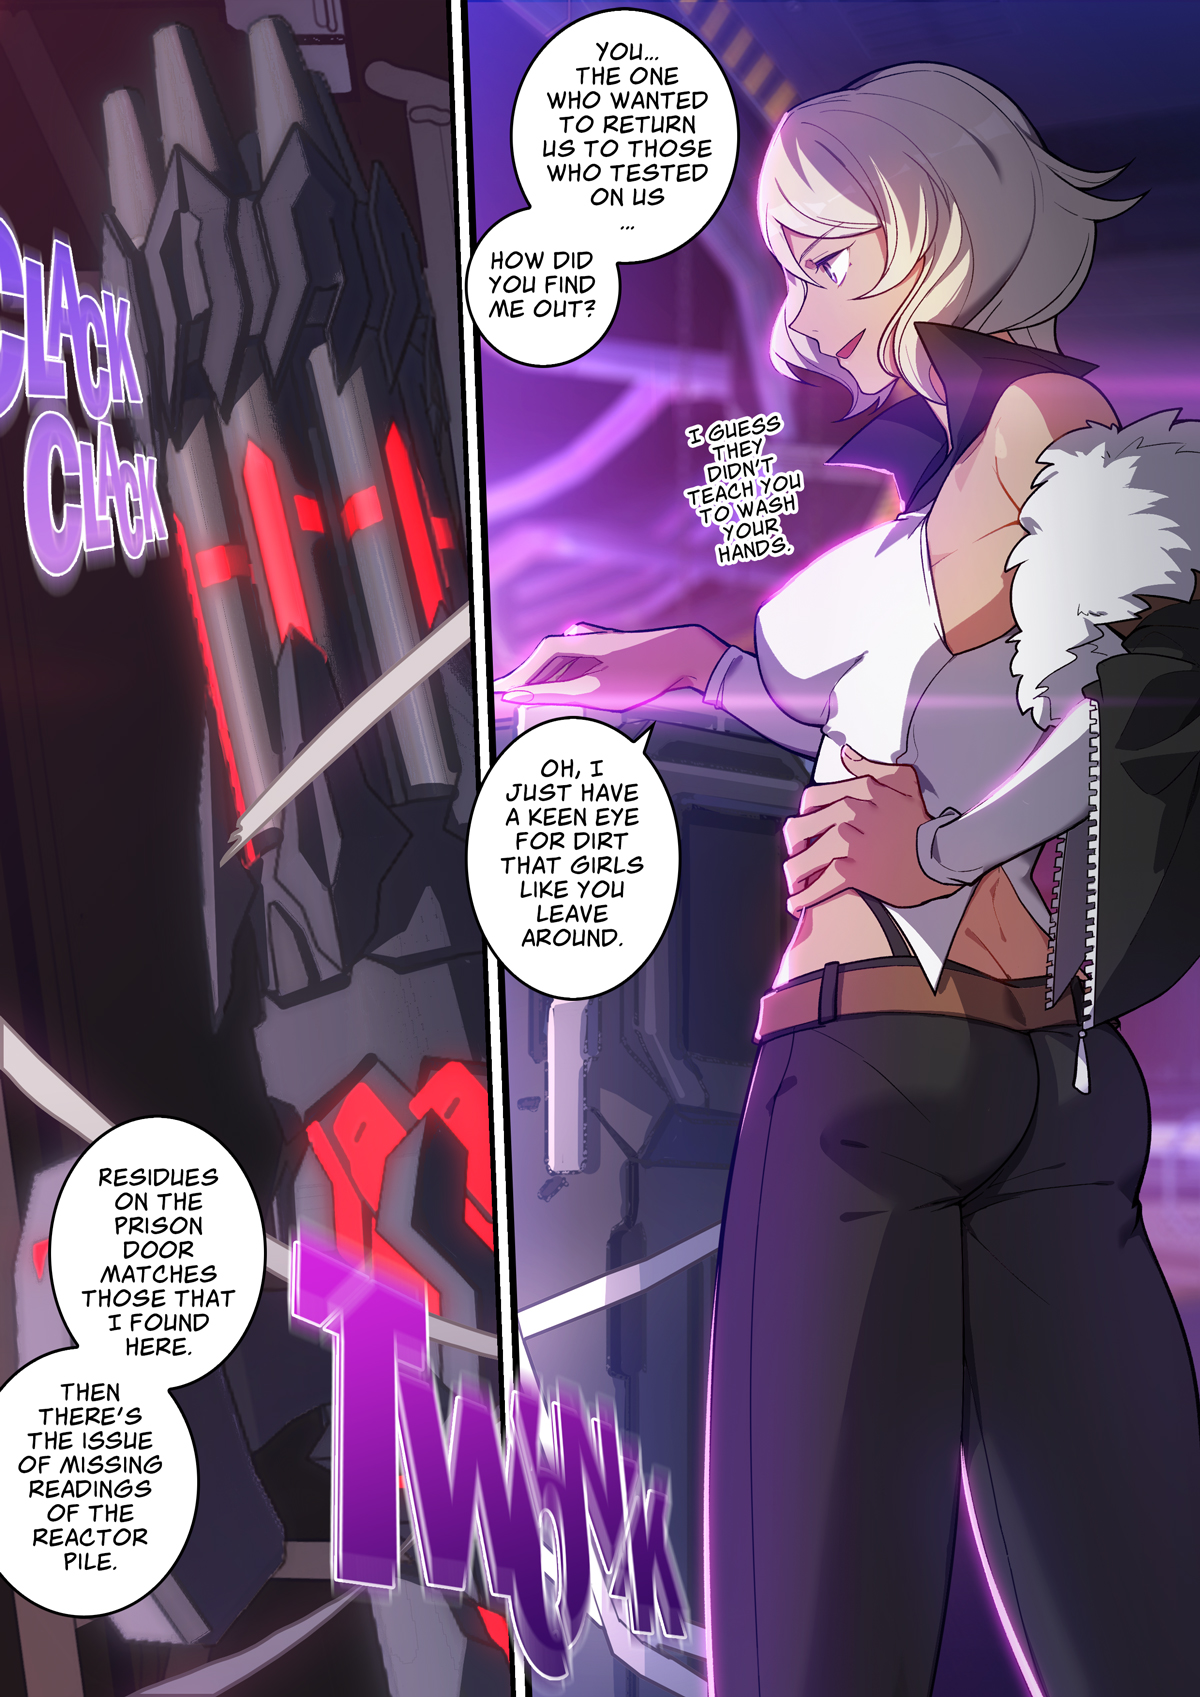 YOU...
THE ONE
WHO WANTED
TO RETURN
US TO THOSE
WHO TESTED
ON US
...
HOW DID
YOU FIND
ME OUT?
I GUESS
THEY
DIDN'T
TEACH YOU
TO WASH
YOUR
HANDS.
OH, I
JUST HAVE
A KEEN EYE
FOR DIRT
THAT GIRLS
LIKE YOU
LEAVE
AROUND.
CLACK
CLACK
RESIDUES
ON THE
PRISON
DOOR
MATCHES
THOSE THAT
I FOUND
HERE.
THEN
THERE'S
THE ISSUE
OF MISSING
READINGS
OF THE
REACTOR
PILE.
TWONK